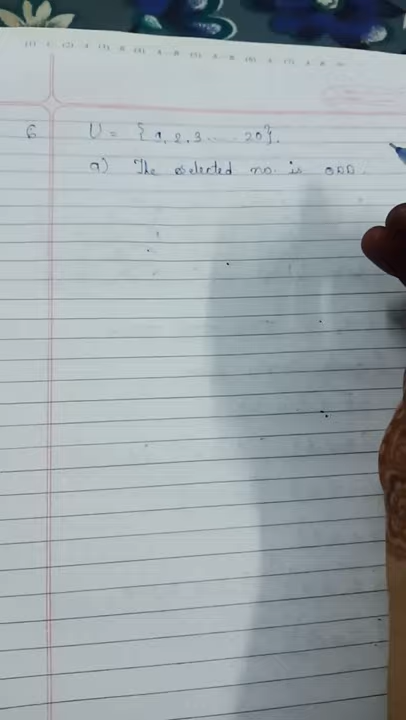 6 U = { 1, 2, 3 ..... 20}.
a) The selected no. is ODD.